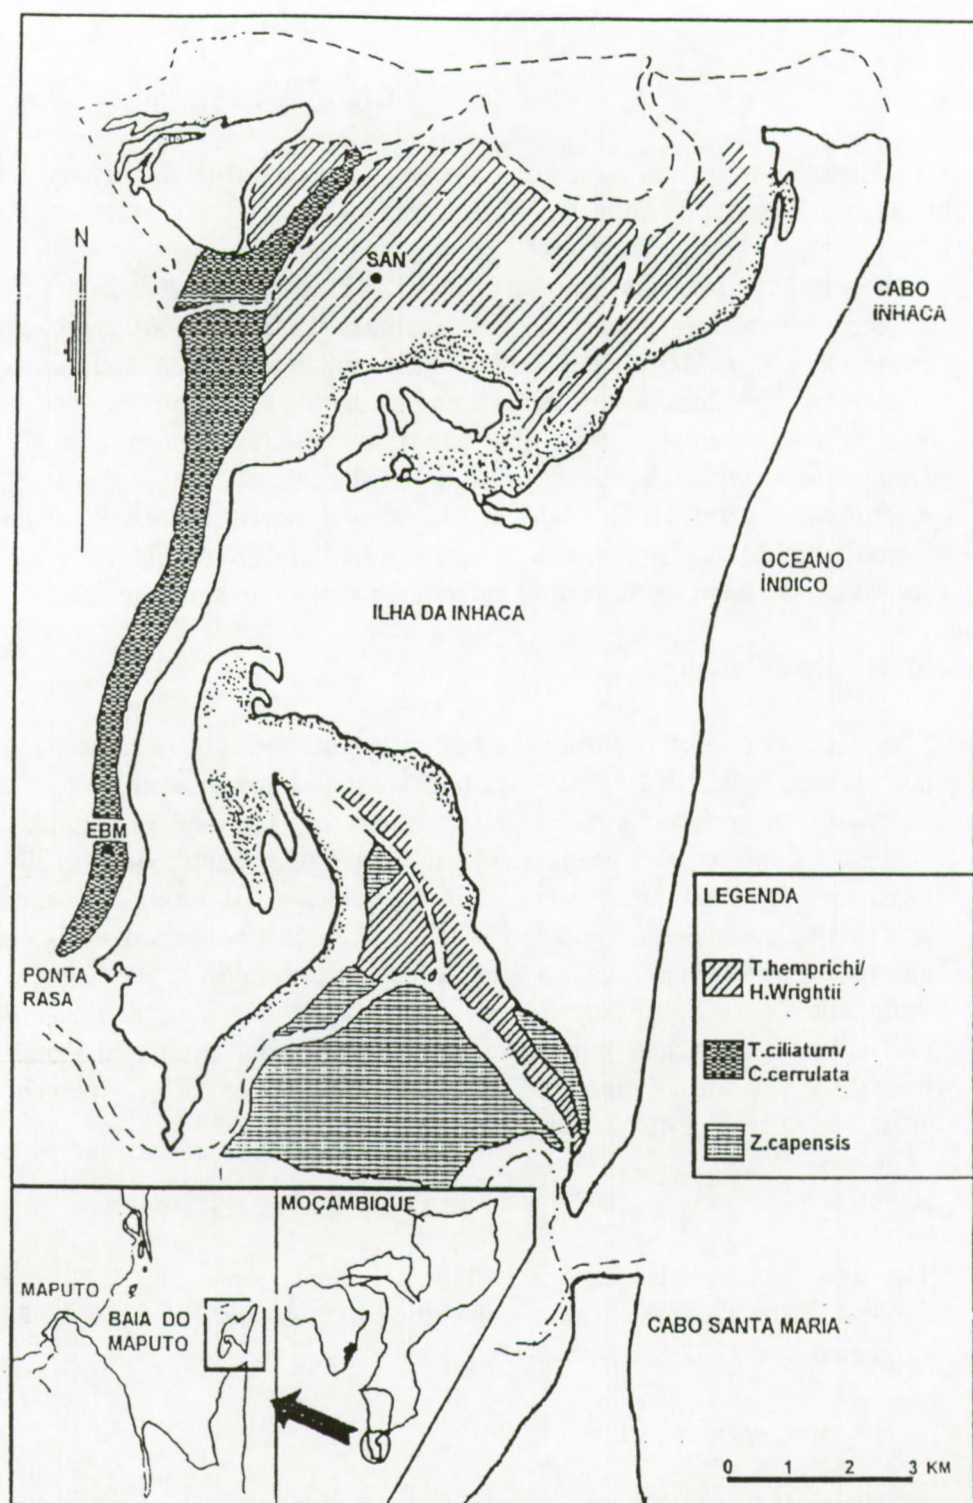 N
SAN
CABO
INHACA
OCEANO
ÍNDICO
ILHA DA INHACA
EBM
PONTA
RASA
LEGENDA
T.hemprichi/
H.Wrightii
T.ciliatum/
C.cerrulata
Z.capensis
MOÇAMBIQUE
MAPUTO
BAIA DO
MAPUTO
CABO SANTA MARIA
0 1 2 3 KM